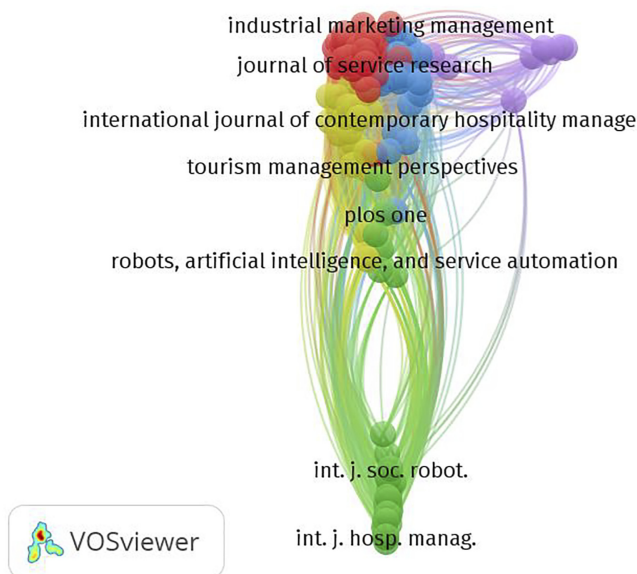 industrial marketing management
journal of service research
international journal of contemporary hospitality manage
tourism management perspectives
plos one
robots, artificial intelligence, and service automation
int. j. soc. robot.
int. j. hosp. manag.
VOSviewer